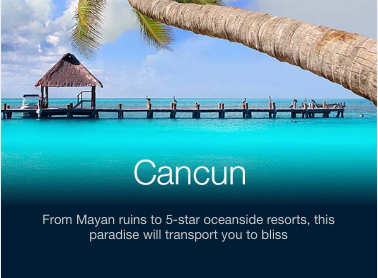 Cancun
From Mayan ruins to 5-star oceanside resorts, this
paradise will transport you to bliss